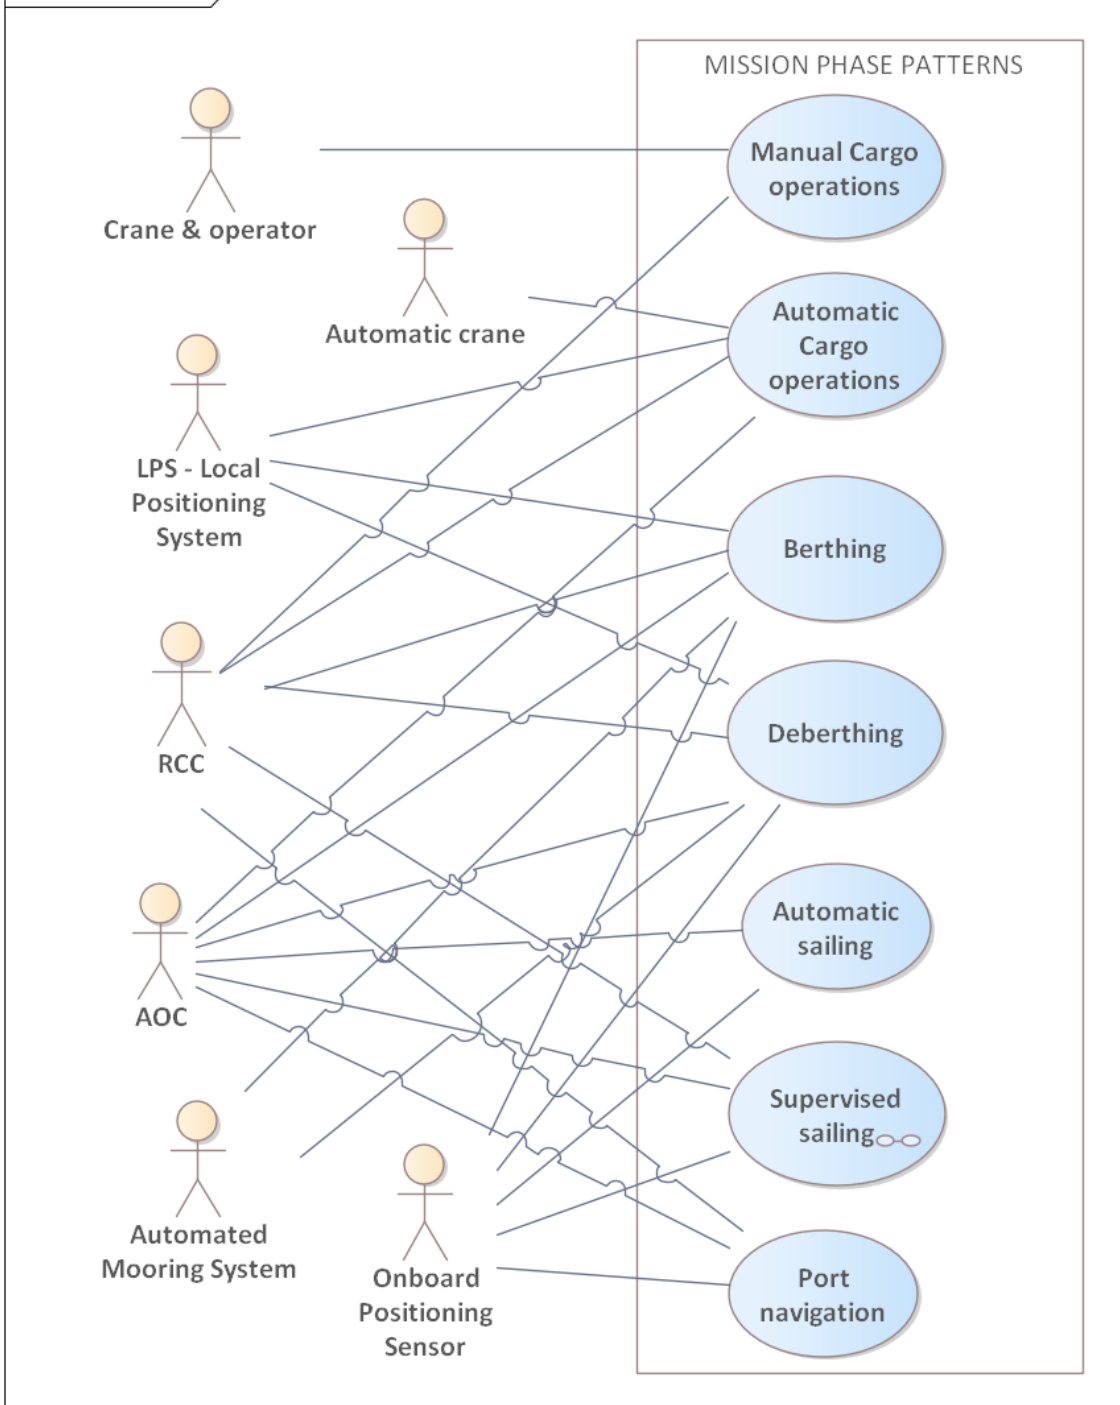 MISSION PHASE PATTERNS
Manual Cargo
operations
Crane & operator
Automatic crane
Automatic
Cargo
operations
LPS - Local
Positioning
System
Berthing
RCC
Deberthing
Automatic
sailing
AOC
Supervised
sailing
Automated
Mooring System
Onboard
Positioning
Sensor
Port
navigation